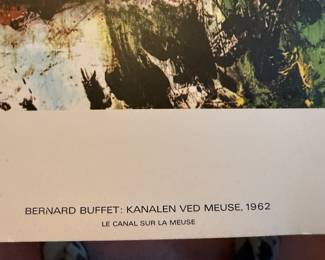 BERNARD BUFFET: KANALEN VED MEUSE. 1962
LE CANAL SUR LA MEUSE